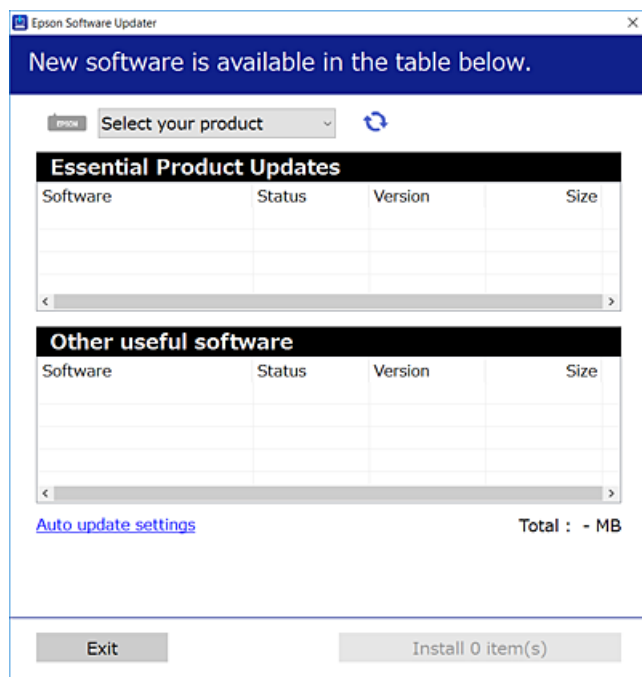 Epson Software Updater
New software is available in the table below.
EPSON Select your product
Essential Product Updates
Software Status Version Size
Other useful software
Software Status Version Size
Auto update settings Total : - MB
Exit Install 0 item(s)